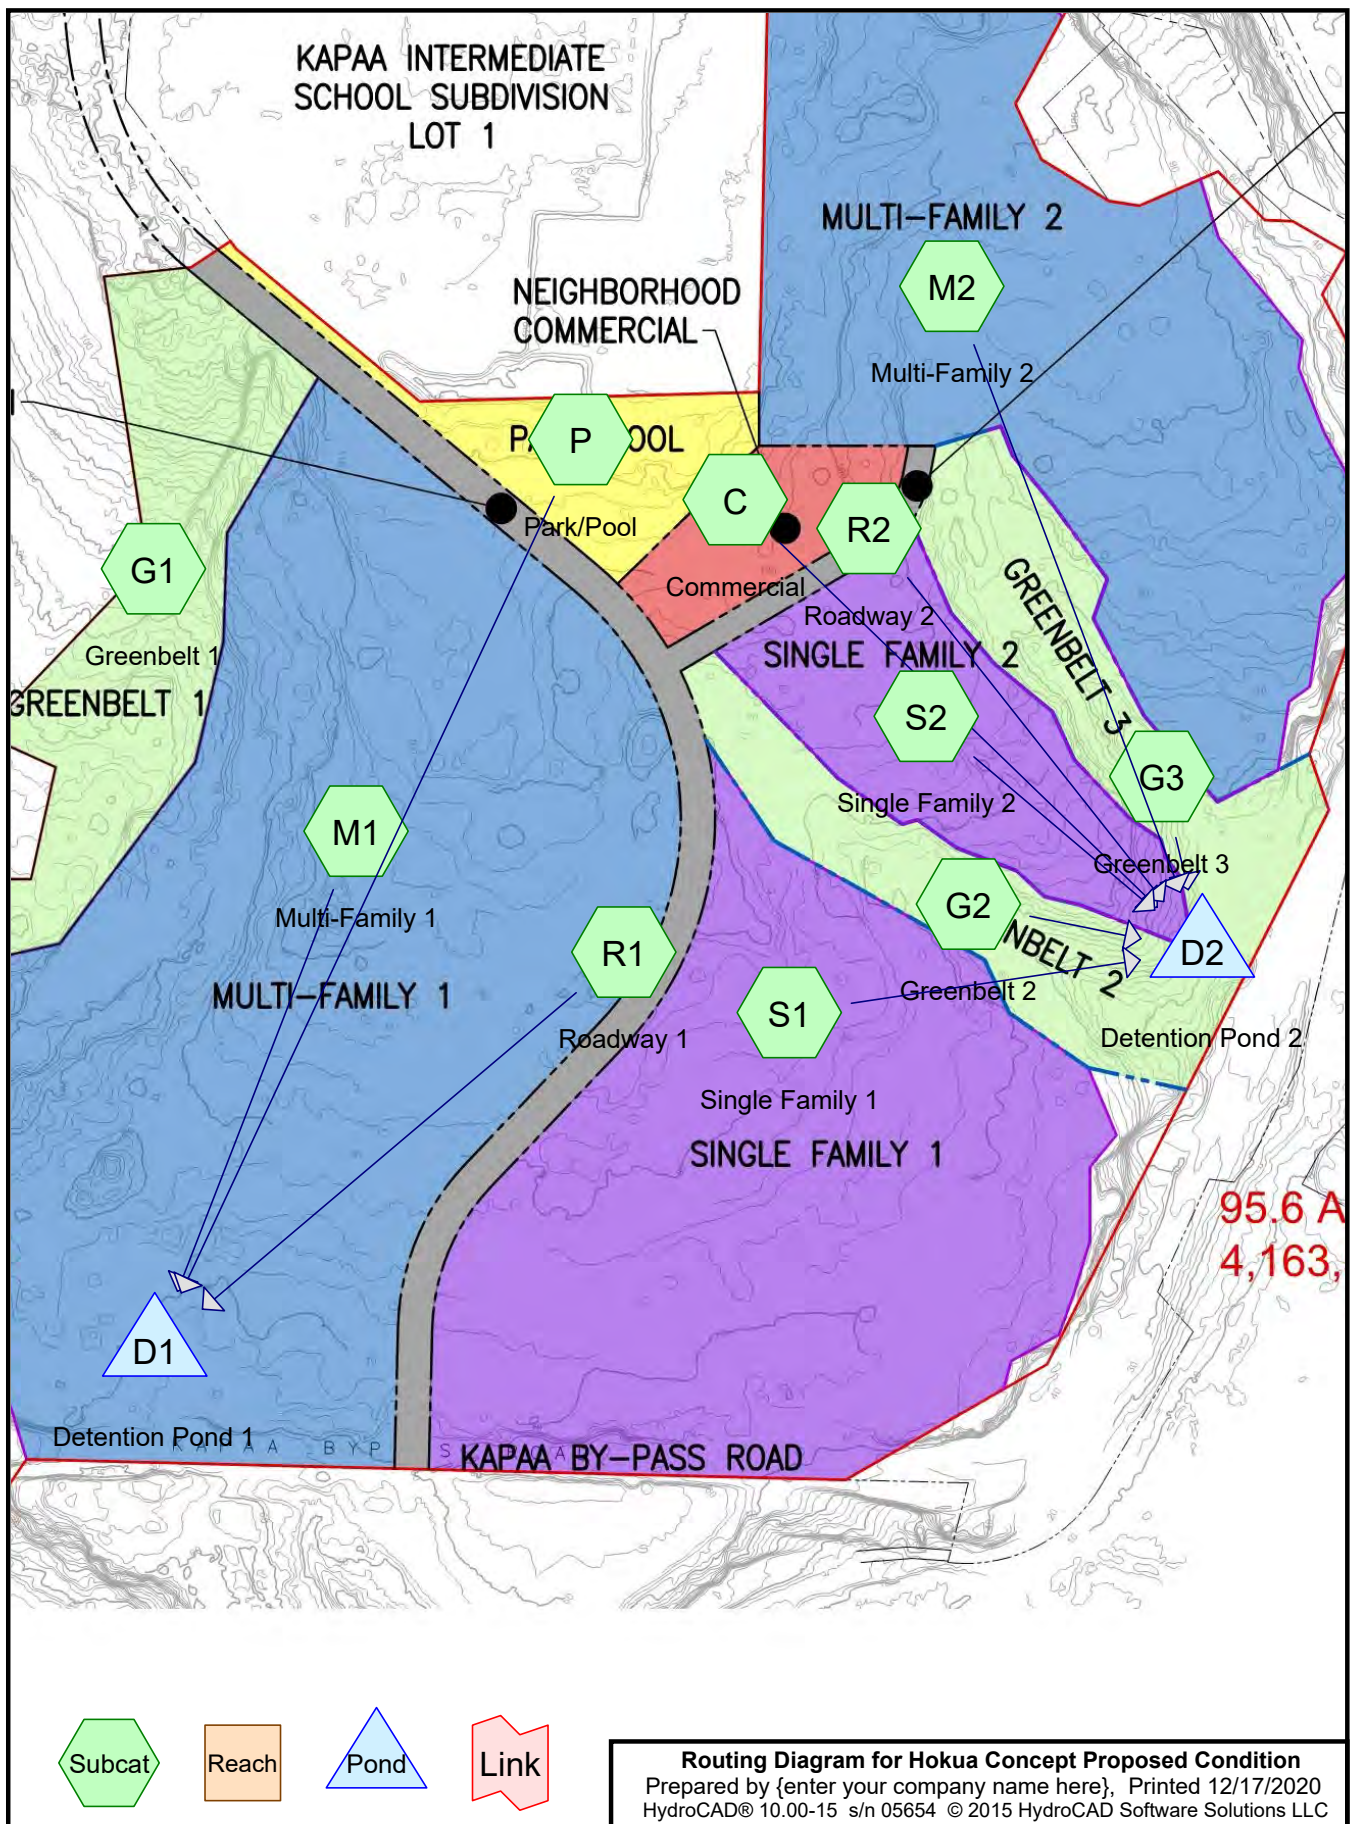 KAPAA INTERMEDIATE
SCHOOL SUBDIVISION
LOT 1
MULTI-FAMILY 2
M2
Multi-Family 2
NEIGHBORHOOD
COMMERCIAL
P
OOL
Park/Pool
C
Commercial
R2
Roadway 2
G1
Greenbelt 1
GREENBELT 1
SINGLE FAMILY 2
S2
Single Family 2
GREENBELT 3
G3
Greenbelt 3
M1
Multi-Family 1
MULTI-FAMILY 1
R1
Roadway 1
G2
NBELT 2
Greenbelt 2
D2
Detention Pond 2
S1
Single Family 1
SINGLE FAMILY 1
95.6 A
4,163,
D1
Detention Pond 1
KAPAA BY-PASS ROAD
Subcat
Reach
Pond
Link
Routing Diagram for Hokua Concept Proposed Condition
Prepared by {enter your company name here}, Printed 12/17/2020
HydroCAD® 10.00-15 s/n 05654 © 2015 HydroCAD Software Solutions LLC